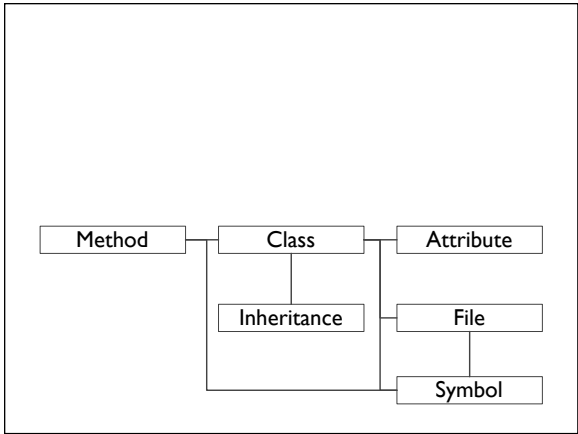 Method
Class
Attribute
Inheritance
File
Symbol